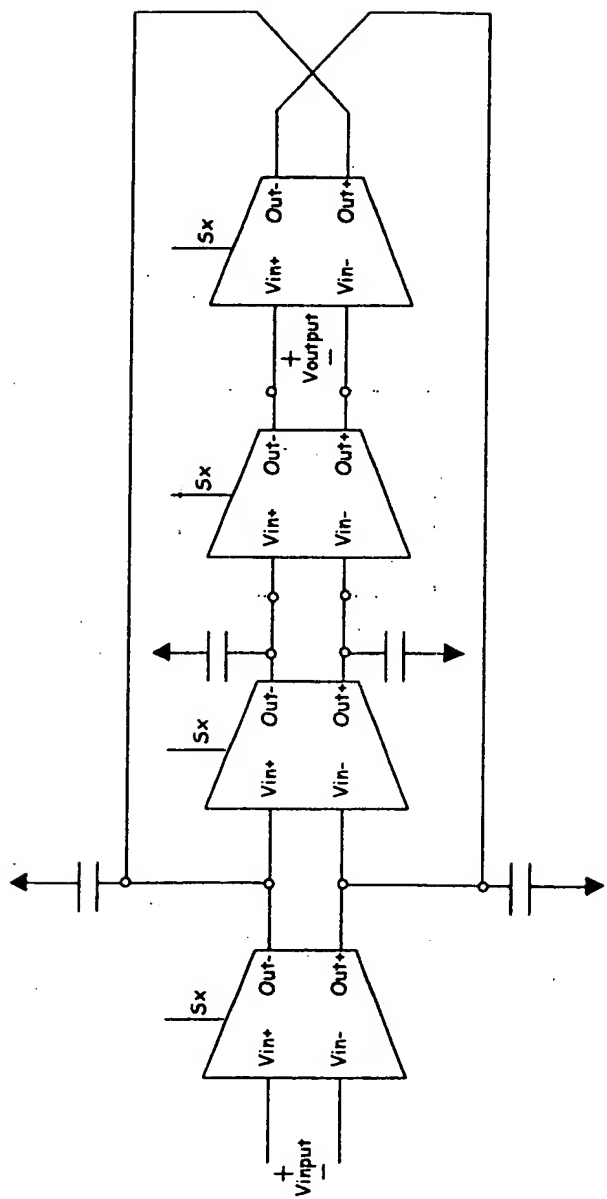 +
Vinput
−
Sx
Vin+
Out-
Vin-
Out+
Sx
Vin+
Out-
Vin-
Out+
Sx
Vin+
Out-
Vin-
Out+
+
Voutput
−
Sx
Vin+
Out-
Vin-
Out+